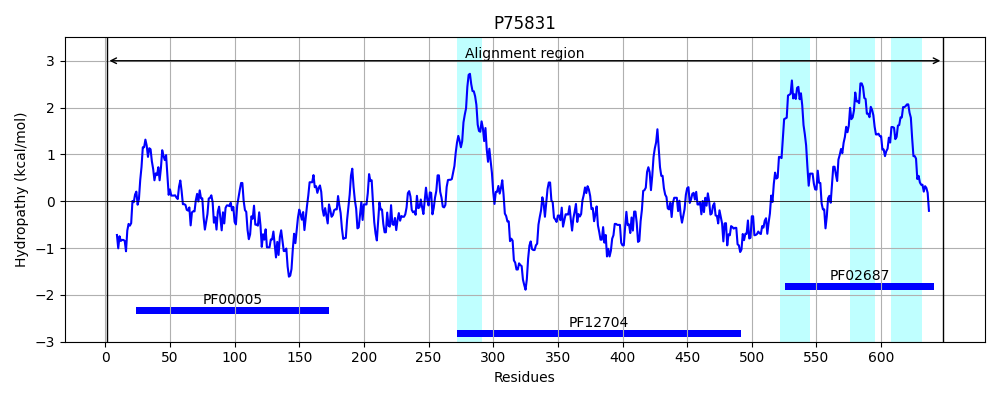 P75831
Alignment region
3
2
1
0
−1
−2
−3
Hydropathy (kcal/mol)
PF02687
PF00005
PF12704
0 50 100 150 200 250 300 350 400 450 500 550 600
Residues